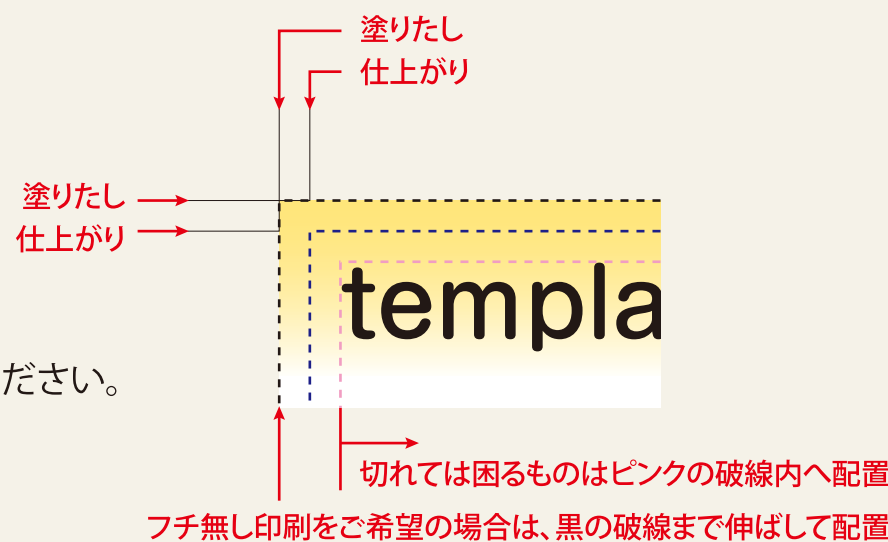 塗りたし
仕上がり
塗りたし
仕上がり
templa
ださい。
切れては困るものはピンクの破線内へ配置
フチ無し印刷をご希望の場合は、黒の破線まで伸ばして配置